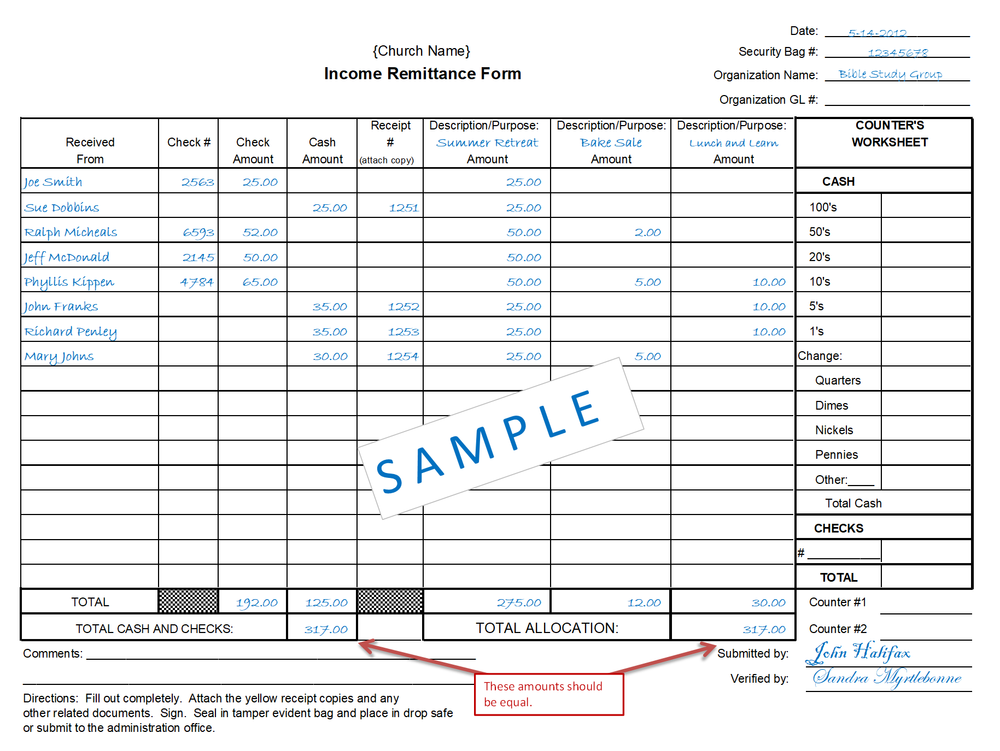 Date: 5-14-2012
{Church Name}
Security Bag #: 12345678
Income Remittance Form
Organization Name: Bible Study Group
Organization GL #:
Received From Check # Check Amount Cash Amount Receipt # (attach copy) Description/Purpose: Summer Retreat Amount Description/Purpose: Bake Sale Amount Description/Purpose: Lunch and Learn Amount COUNTER'S WORKSHEET
Joe Smith 2563 25.00 25.00 CASH
Sue Dobbins 25.00 1251 25.00 100's
Ralph Micheals 6593 52.00 50.00 2.00 50's
Jeff McDonald 2145 50.00 50.00 20's
Phyllis Kippen 4784 65.00 50.00 5.00 10.00 10's
John Franks 35.00 1252 25.00 10.00 5's
Richard Penley 35.00 1253 25.00 10.00 1's
Mary Johns 30.00 1254 25.00 5.00 Change:
Quarters
Dimes
Nickels
Pennies
SAMPLE
Other:____
Total Cash
CHECKS
# ___________
TOTAL
TOTAL 192.00 125.00 275.00 12.00 30.00 Counter #1
TOTAL CASH AND CHECKS: 317.00 TOTAL ALLOCATION: 317.00 Counter #2
Comments: Submitted by: John Halifax
Verified by: Sandra Myrtlebonne
These amounts should
be equal.
Directions: Fill out completely. Attach the yellow receipt copies and any
other related documents. Sign. Seal in tamper evident bag and place in drop safe
or submit to the administration office.